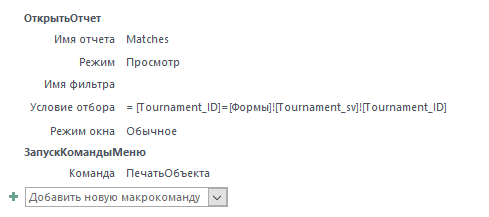 ОткрытьОтчет
Имя отчета Matches
Режим Просмотр
Имя фильтра
Условие отбора = [Tournament_ID]=[Формы]![Tournament_sv]![Tournament_ID]
Режим окна Обычное
ЗапускКомандыМеню
Команда ПечатьОбъекта
Добавить новую макрокоманду